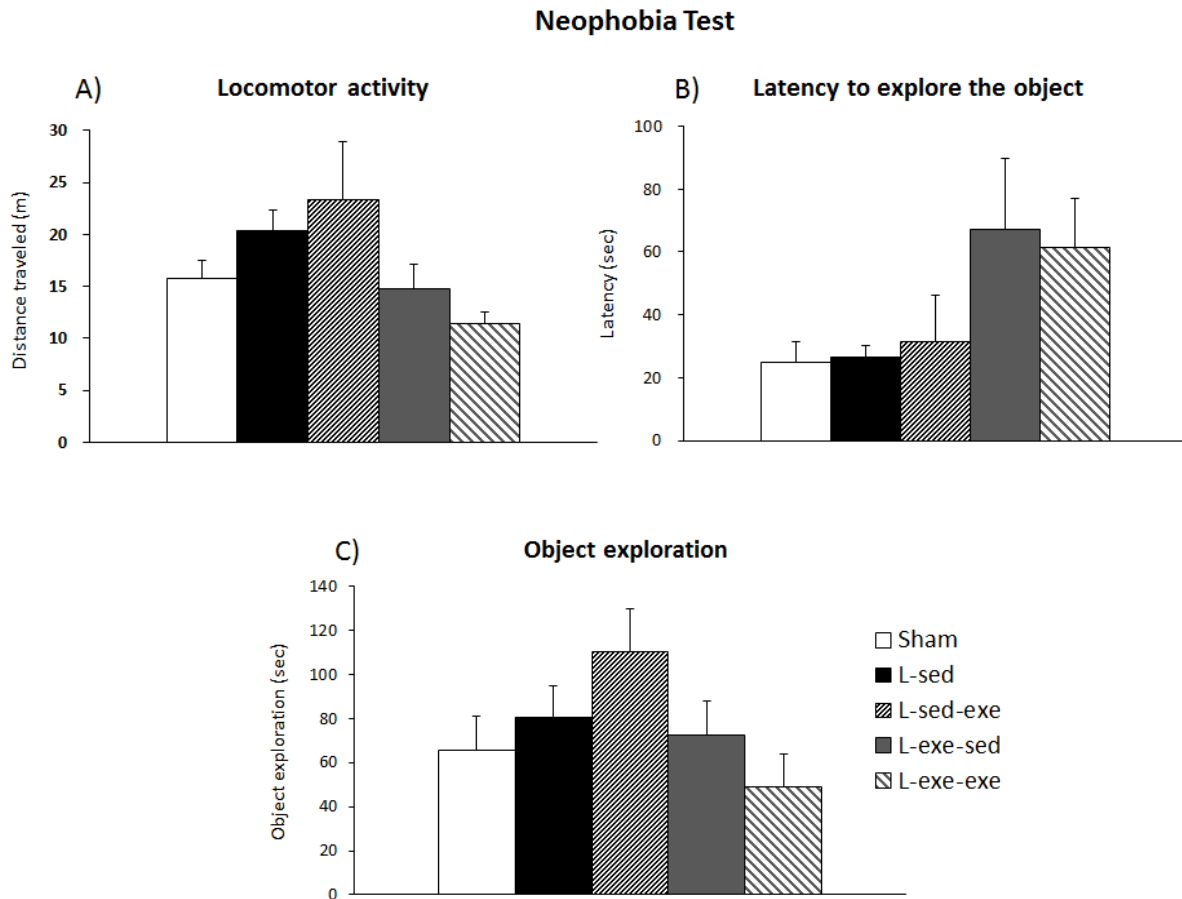 Neophobia Test
A) Locomotor activity
Distance traveled (m)
30
25
20
15
10
5
0
B) Latency to explore the object
Latency (sec)
100
80
60
40
20
0
C) Object exploration
Object exploration (sec)
140
120
100
80
60
40
20
0
Sham
L-sed
L-sed-exe
L-exe-sed
L-exe-exe